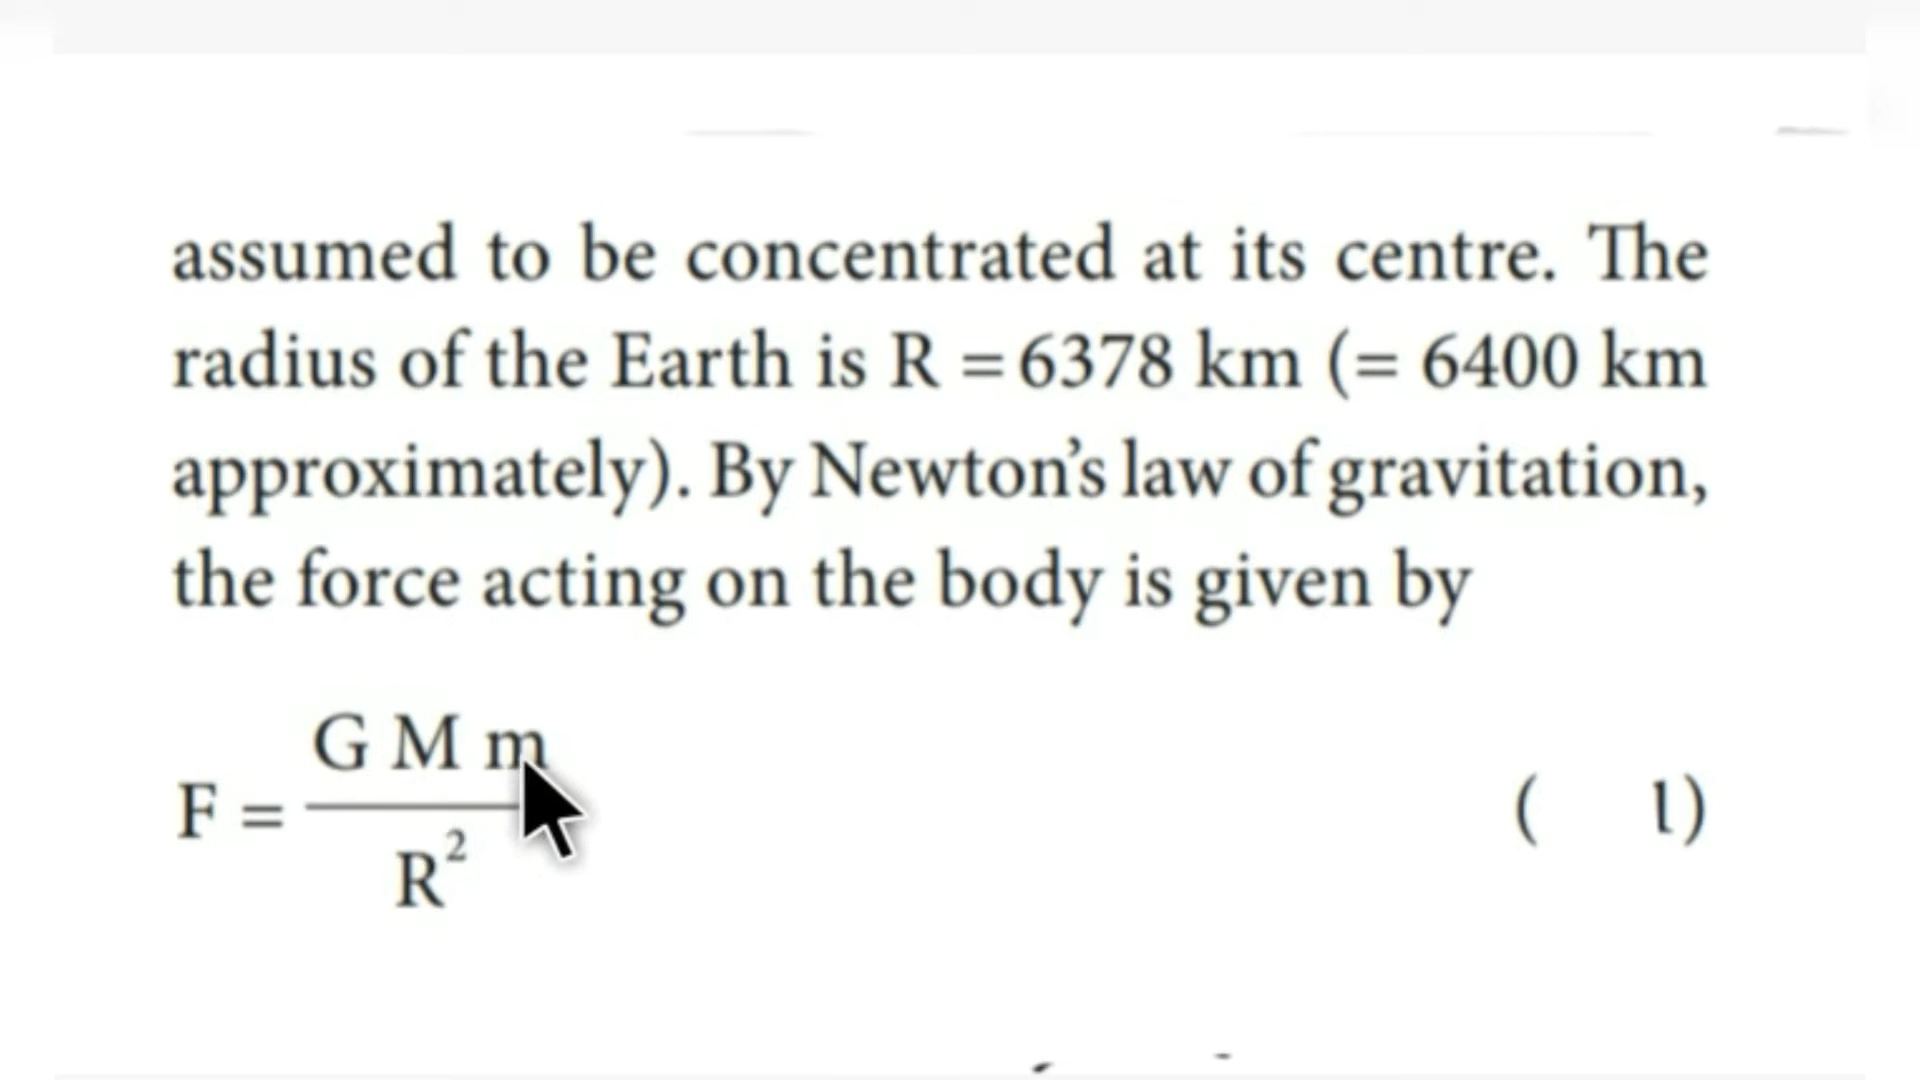 assumed to be concentrated at its centre. The
radius of the Earth is R = 6378 km (= 6400 km
approximately). By Newton's law of gravitation,
the force acting on the body is given by
F = G M m / R²    (    1)